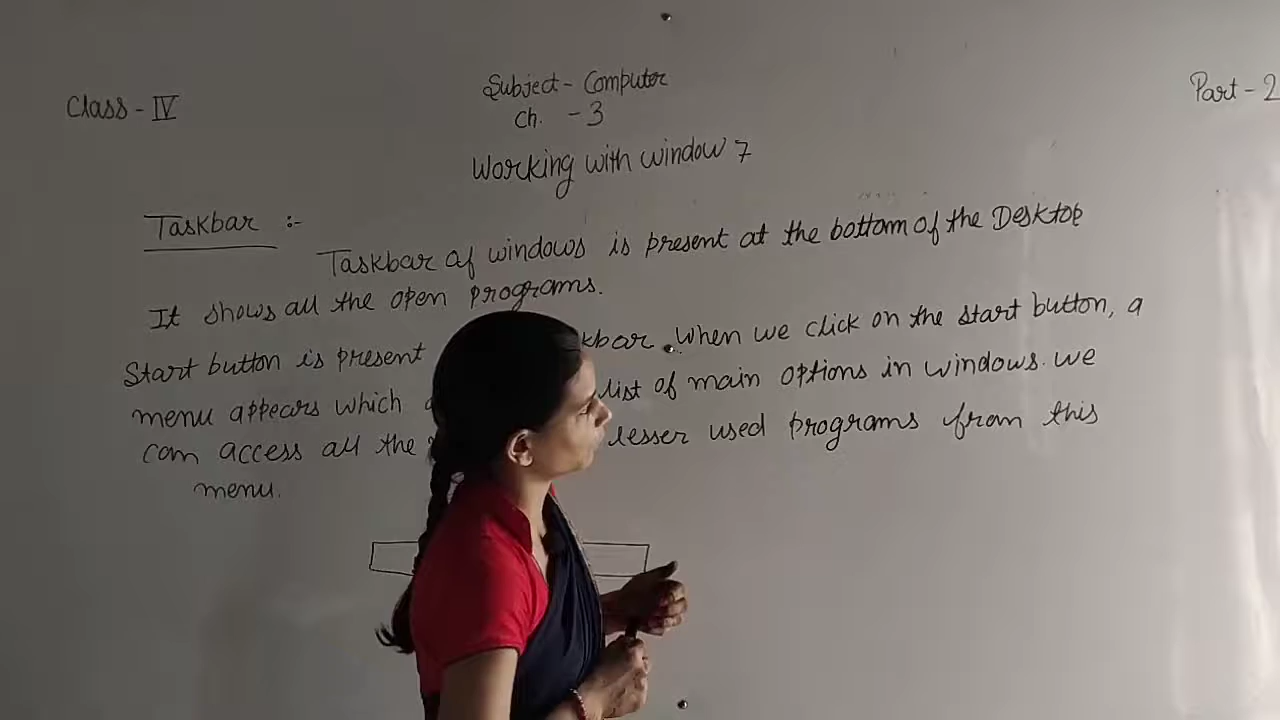 Class - IV
Subject - Computer
Part - 2
Ch. - 3
Working with window 7
Taskbar :-
Taskbar of windows is present at the bottom of the Desktop
It shows all the open programs.
Start button is present kbar. When we click on the start button, a
menu appears which list of main options in windows. we
can access all the lesser used programs from this
menu.